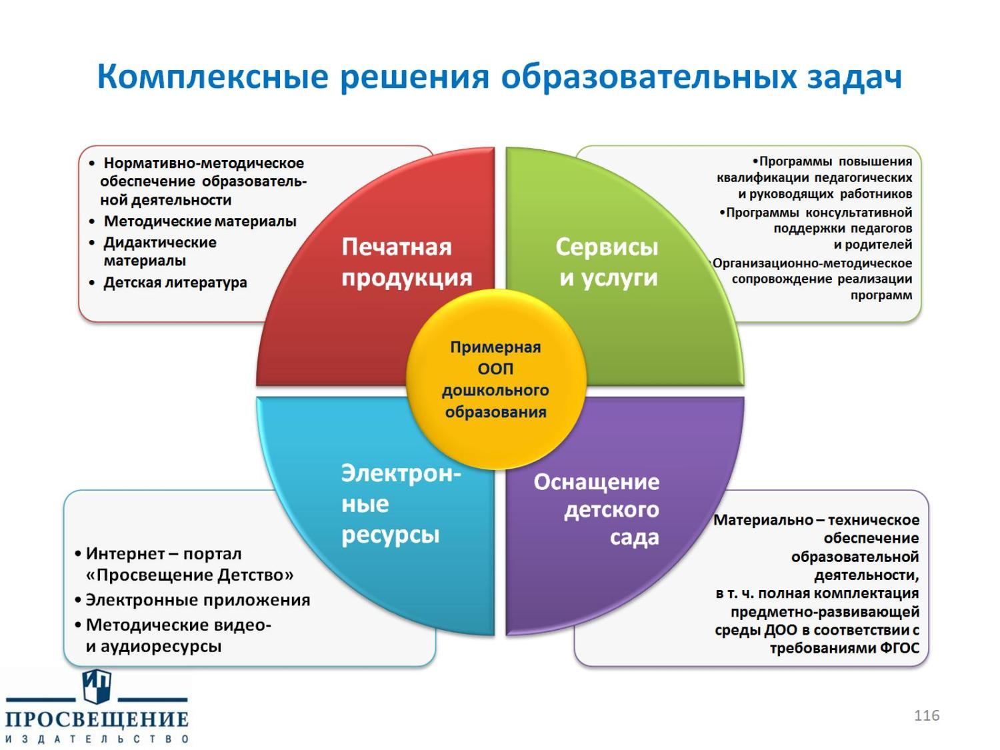 Комплексные решения образовательных задач
• Нормативно-методическое
обеспечение образователь-
ной деятельности
• Методические материалы
• Дидактические
материалы
• Детская литература
Печатная
продукция
Сервисы
и услуги
•Программы повышения
квалификации педагогических
и руководящих работников
•Программы консультативной
поддержки педагогов
и родителей
•Организационно-методическое
сопровождение реализации
программ
Примерная
ООП
дошкольного
образования
Электрон-
ные
ресурсы
• Интернет – портал
«Просвещение Детство»
• Электронные приложения
• Методические видео-
и аудиоресурсы
Оснащение
детского
сада
Материально – техническое
обеспечение
образовательной
деятельности,
в т. ч. полная комплектация
предметно-развивающей
среды ДОО в соответствии с
требованиями ФГОС
ИП
ПРОСВЕЩЕНИЕ
ИЗДАТЕЛЬСТВО
116